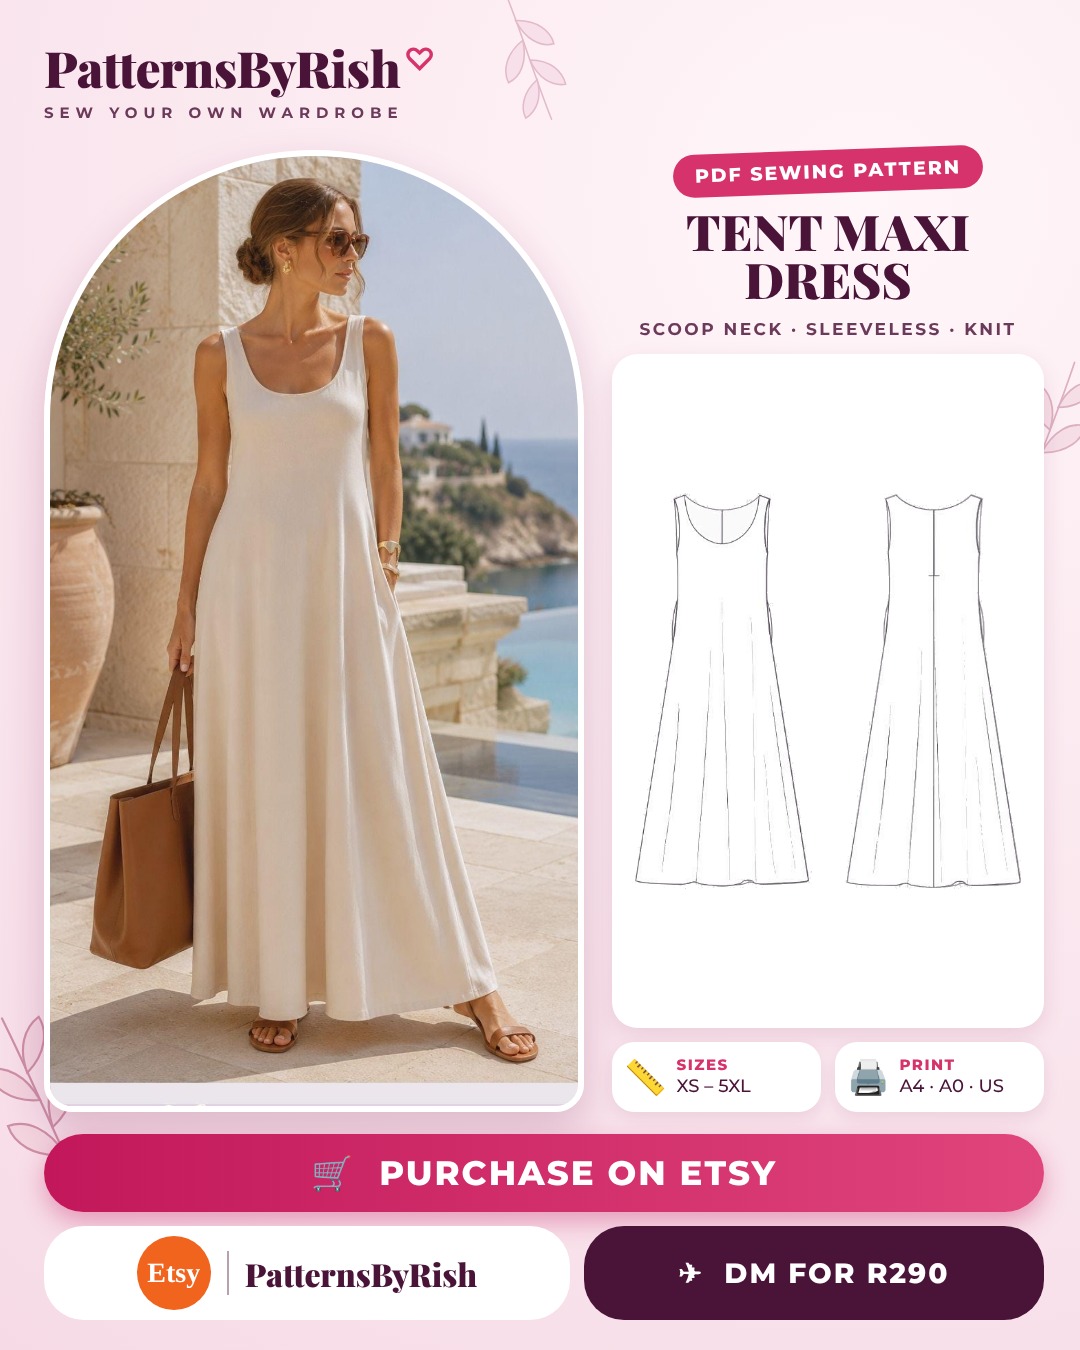 PatternsByRish
SEW YOUR OWN WARDROBE
PDF SEWING PATTERN
TENT MAXI
DRESS
SCOOP NECK · SLEEVELESS · KNIT
SIZES
XS – 5XL
PRINT
A4 · A0 · US
PURCHASE ON ETSY
Etsy
PatternsByRish
DM FOR R290